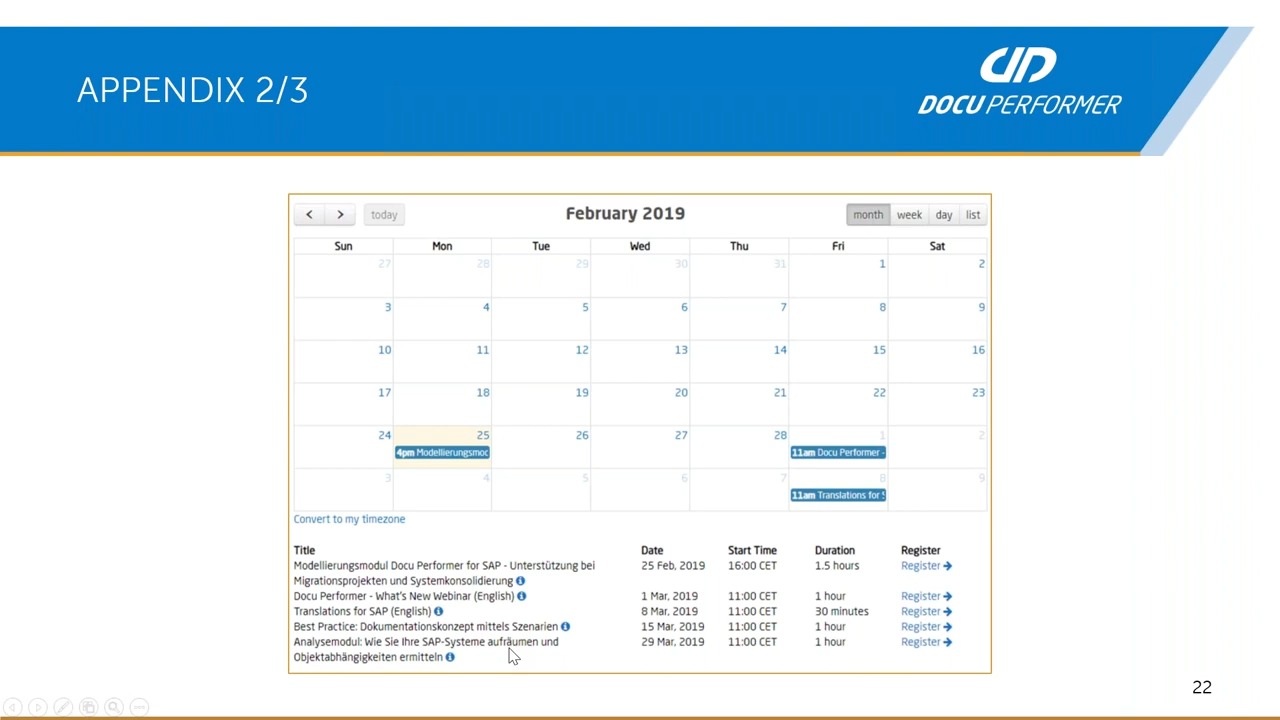 APPENDIX 2/3
DOCU PERFORMER
today
February 2019
month week day list
Sun Mon Tue Wed Thu Fri Sat
27 28 29 30 31 1 2
3 4 5 6 7 8 9
10 11 12 13 14 15 16
17 18 19 20 21 22 23
24 25 26 27 28 1 2
4pm Modellierungsmoc 11am Docu Performer -
3 4 5 6 7 8 9
11am Translations for S
Convert to my timezone
Title Date Start Time Duration Register
Modellierungsmodul Docu Performer for SAP - Unterstützung bei 25 Feb, 2019 16:00 CET 1.5 hours Register
Migrationsprojekten und Systemkonsolidierung
Docu Performer - What's New Webinar (English) 1 Mar, 2019 11:00 CET 1 hour Register
Translations for SAP (English) 8 Mar, 2019 11:00 CET 30 minutes Register
Best Practice: Dokumentationskonzept mittels Szenarien 15 Mar, 2019 11:00 CET 1 hour Register
Analysemodul: Wie Sie Ihre SAP-Systeme aufräumen und 29 Mar, 2019 11:00 CET 1 hour Register
Objektabhängigkeiten ermitteln
22